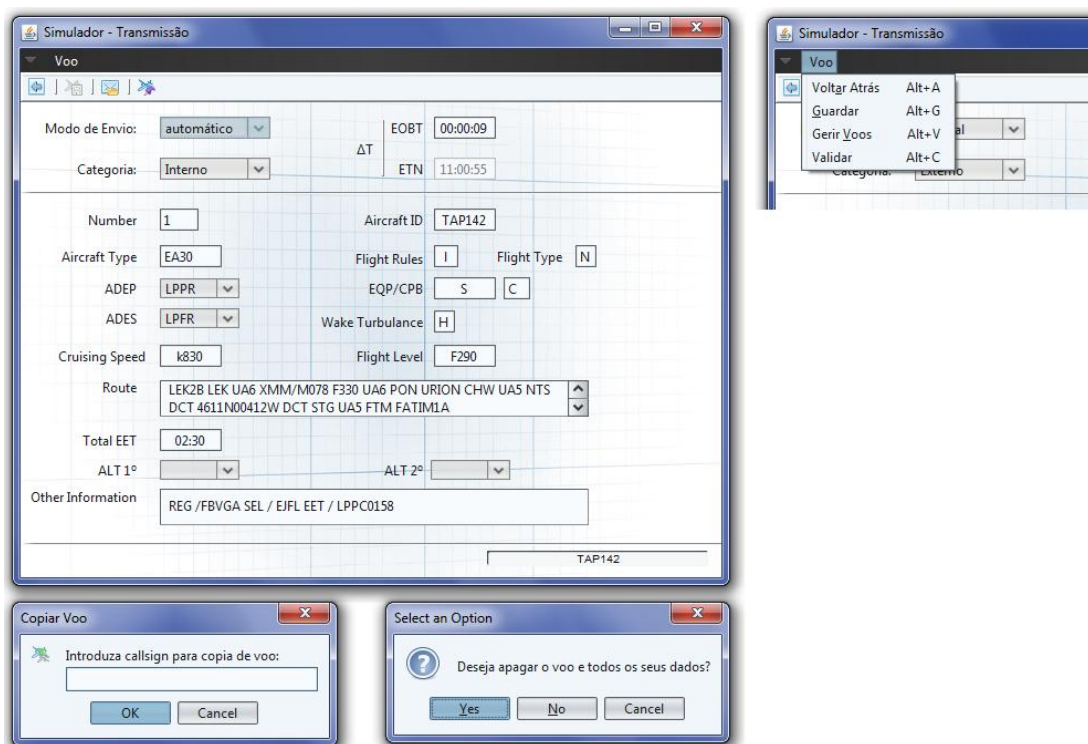 Simulador - Transmissão
Voo
Modo de Envio: automático
EOBT 00:00:09
ΔT
Categoria: Interno
ETN 11:00:55
Number 1
Aircraft ID TAP142
Aircraft Type EA30
Flight Rules I Flight Type N
ADEP LPPR
EQP/CPB S C
ADES LPFR
Wake Turbulance H
Cruising Speed k830
Flight Level F290
Route LEK2B LEK UA6 XMM/M078 F330 UA6 PON URION CHW UA5 NTS
DCT 4611N00412W DCT STG UA5 FTM FATIM1A
Total EET 02:30
ALT 1º
ALT 2º
Other Information REG /FBVGA SEL / EJFL EET / LPPC0158
TAP142
Simulador - Transmissão
Voo
Voltar Atrás Alt+A
Guardar Alt+G
Gerir Voos Alt+V
Validar Alt+C
Copiar Voo
Introduza callsign para copia de voo:
OK Cancel
Select an Option
Deseja apagar o voo e todos os seus dados?
Yes No Cancel